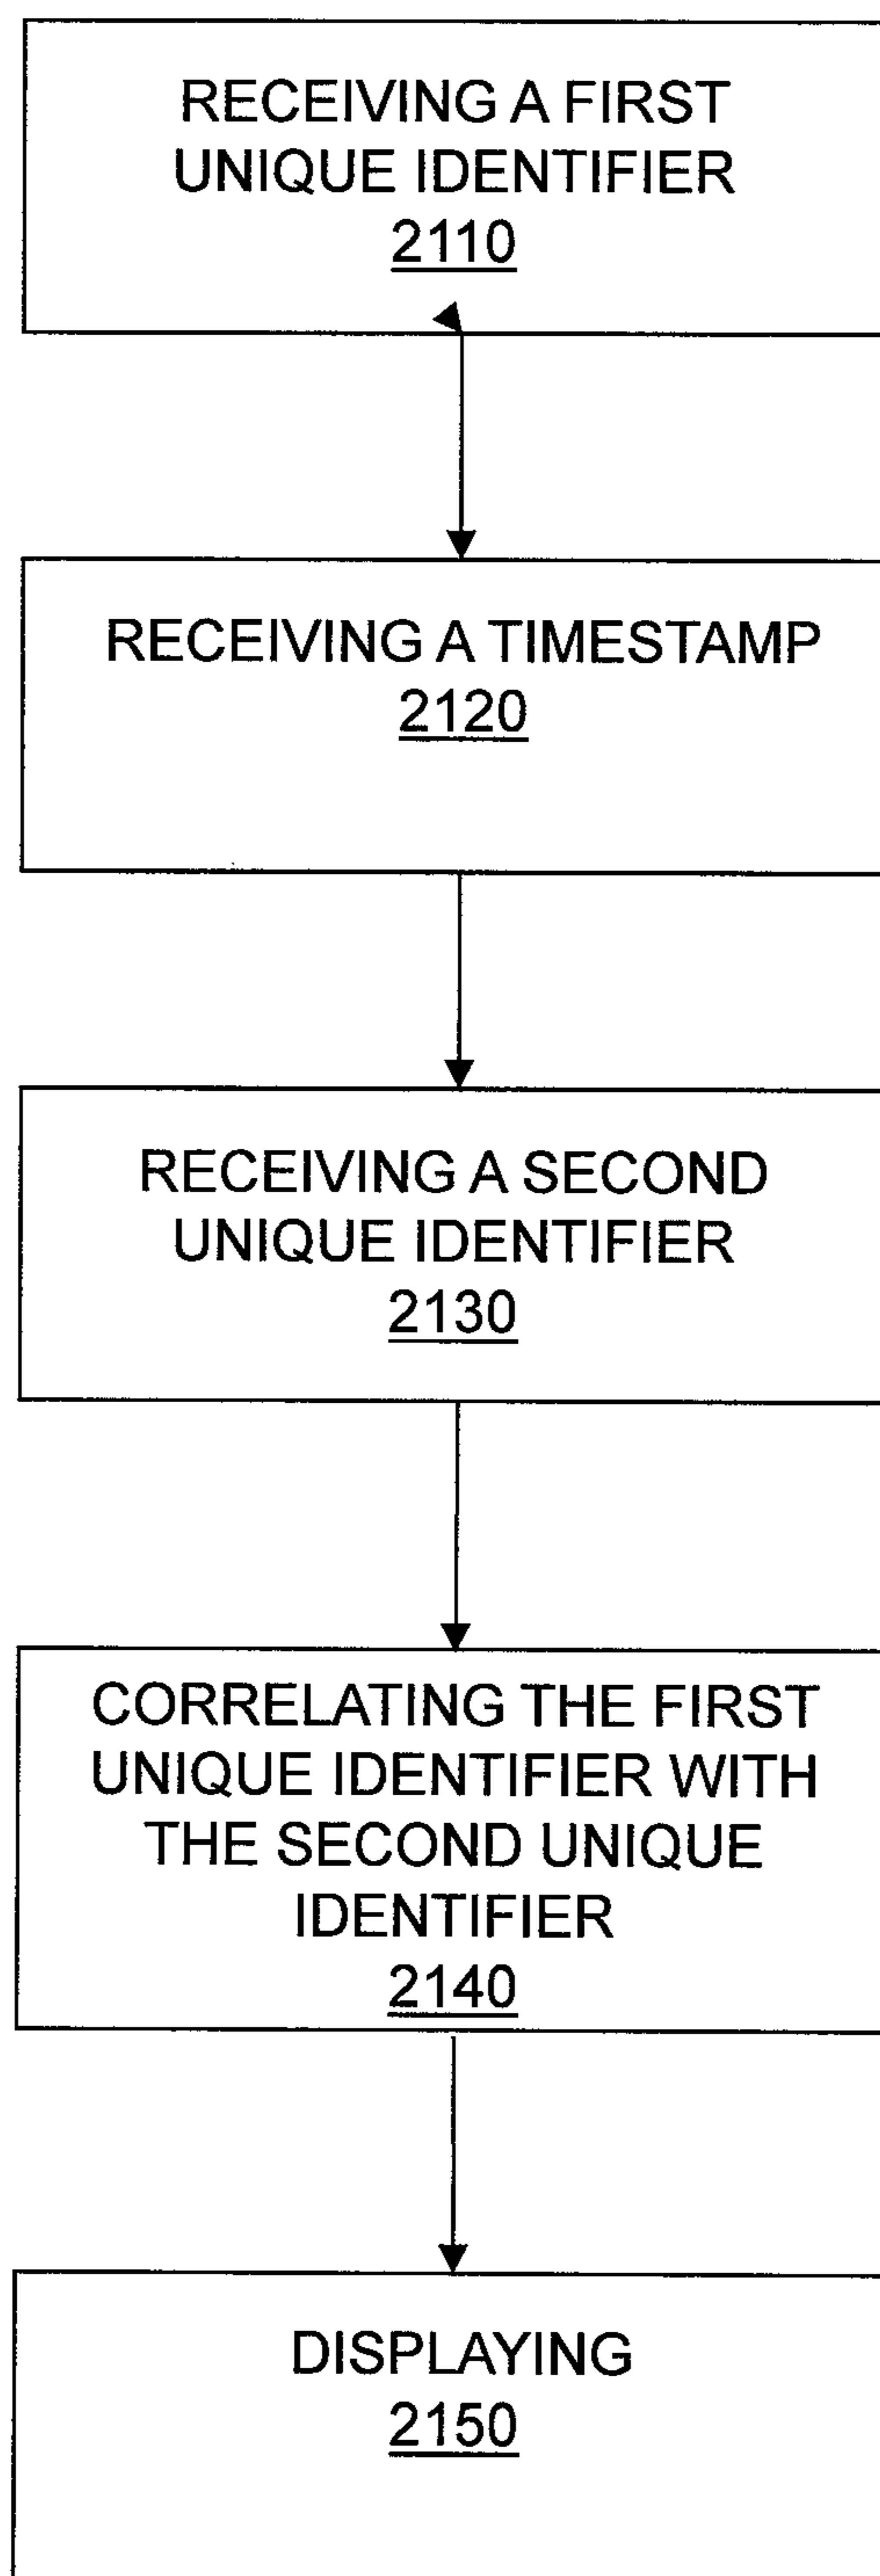 RECEIVING A FIRST
UNIQUE IDENTIFIER
2110
RECEIVING A TIMESTAMP
2120
RECEIVING A SECOND
UNIQUE IDENTIFIER
2130
CORRELATING THE FIRST
UNIQUE IDENTIFIER WITH
THE SECOND UNIQUE
IDENTIFIER
2140
DISPLAYING
2150